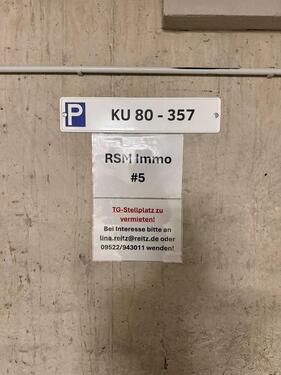 P KU 80 - 357
RSM Immo
#5
TG-Stellplatz zu
vermieten!
Bei Interesse bitte an
lina.reitz@reitz.de oder
09522/943011 wenden!